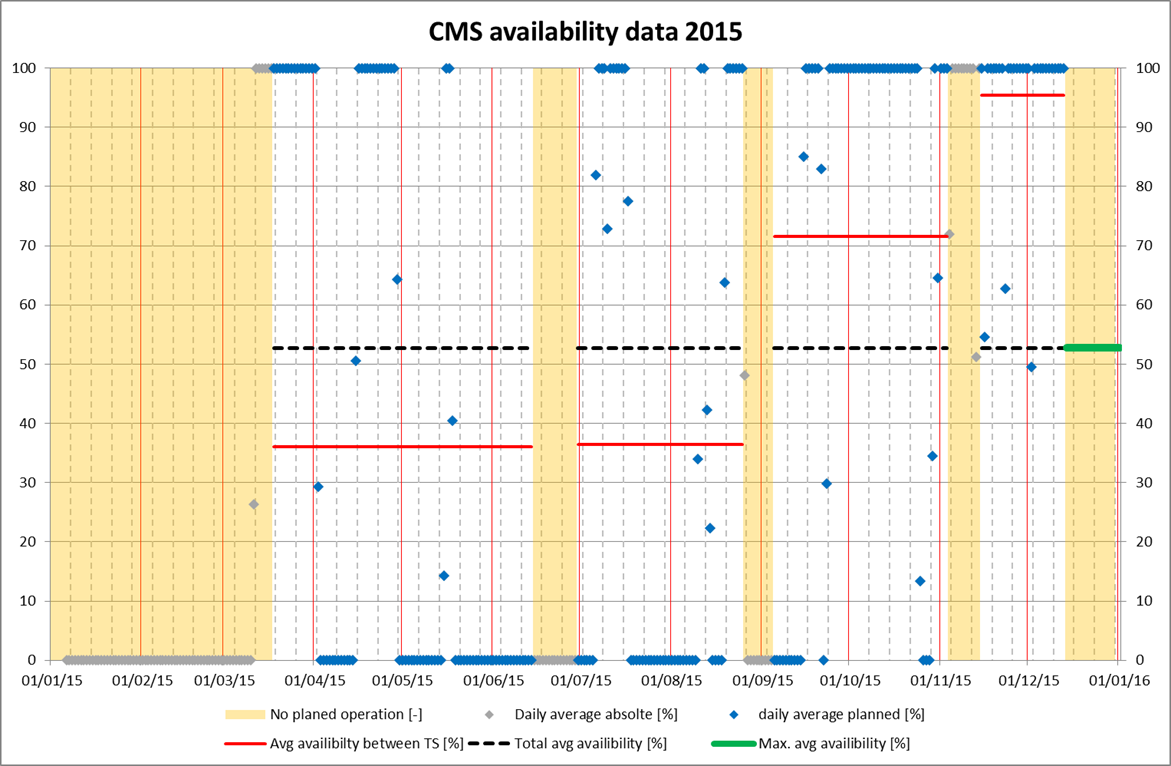 CMS availability data 2015
100 100
90 90
80 80
70 70
60 60
50 50
40 40
30 30
20 20
10 10
0 0
01/01/15 01/02/15 01/03/15 01/04/15 01/05/15 01/06/15 01/07/15 01/08/15 01/09/15 01/10/15 01/11/15 01/12/15 01/01/16
No planed operation [-] Daily average absolte [%] daily average planned [%]
Avg availibilty between TS [%] Total avg availibility [%] Max. avg availibility [%]